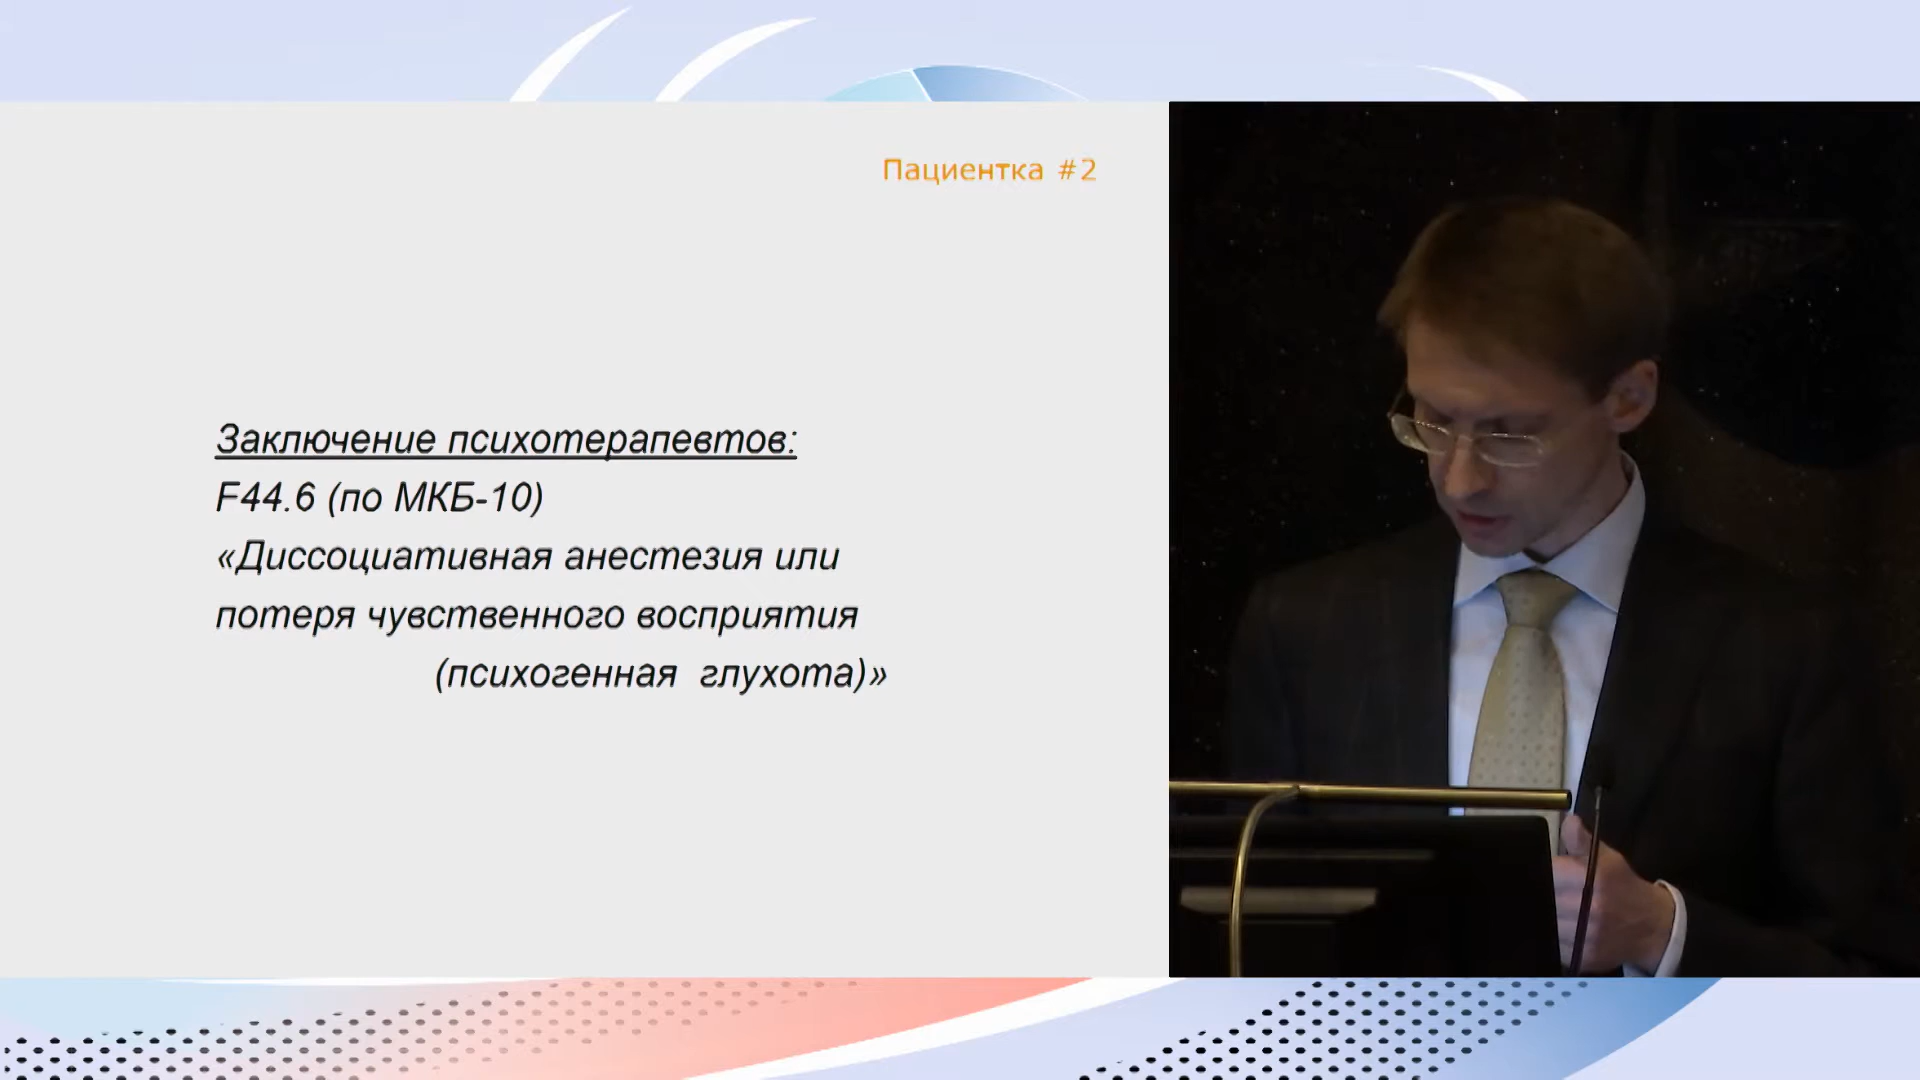 Пациентка #2
Заключение психотерапевтов:
F44.6 (по МКБ-10)
«Диссоциативная анестезия или
потеря чувственного восприятия
(психогенная глухота)»